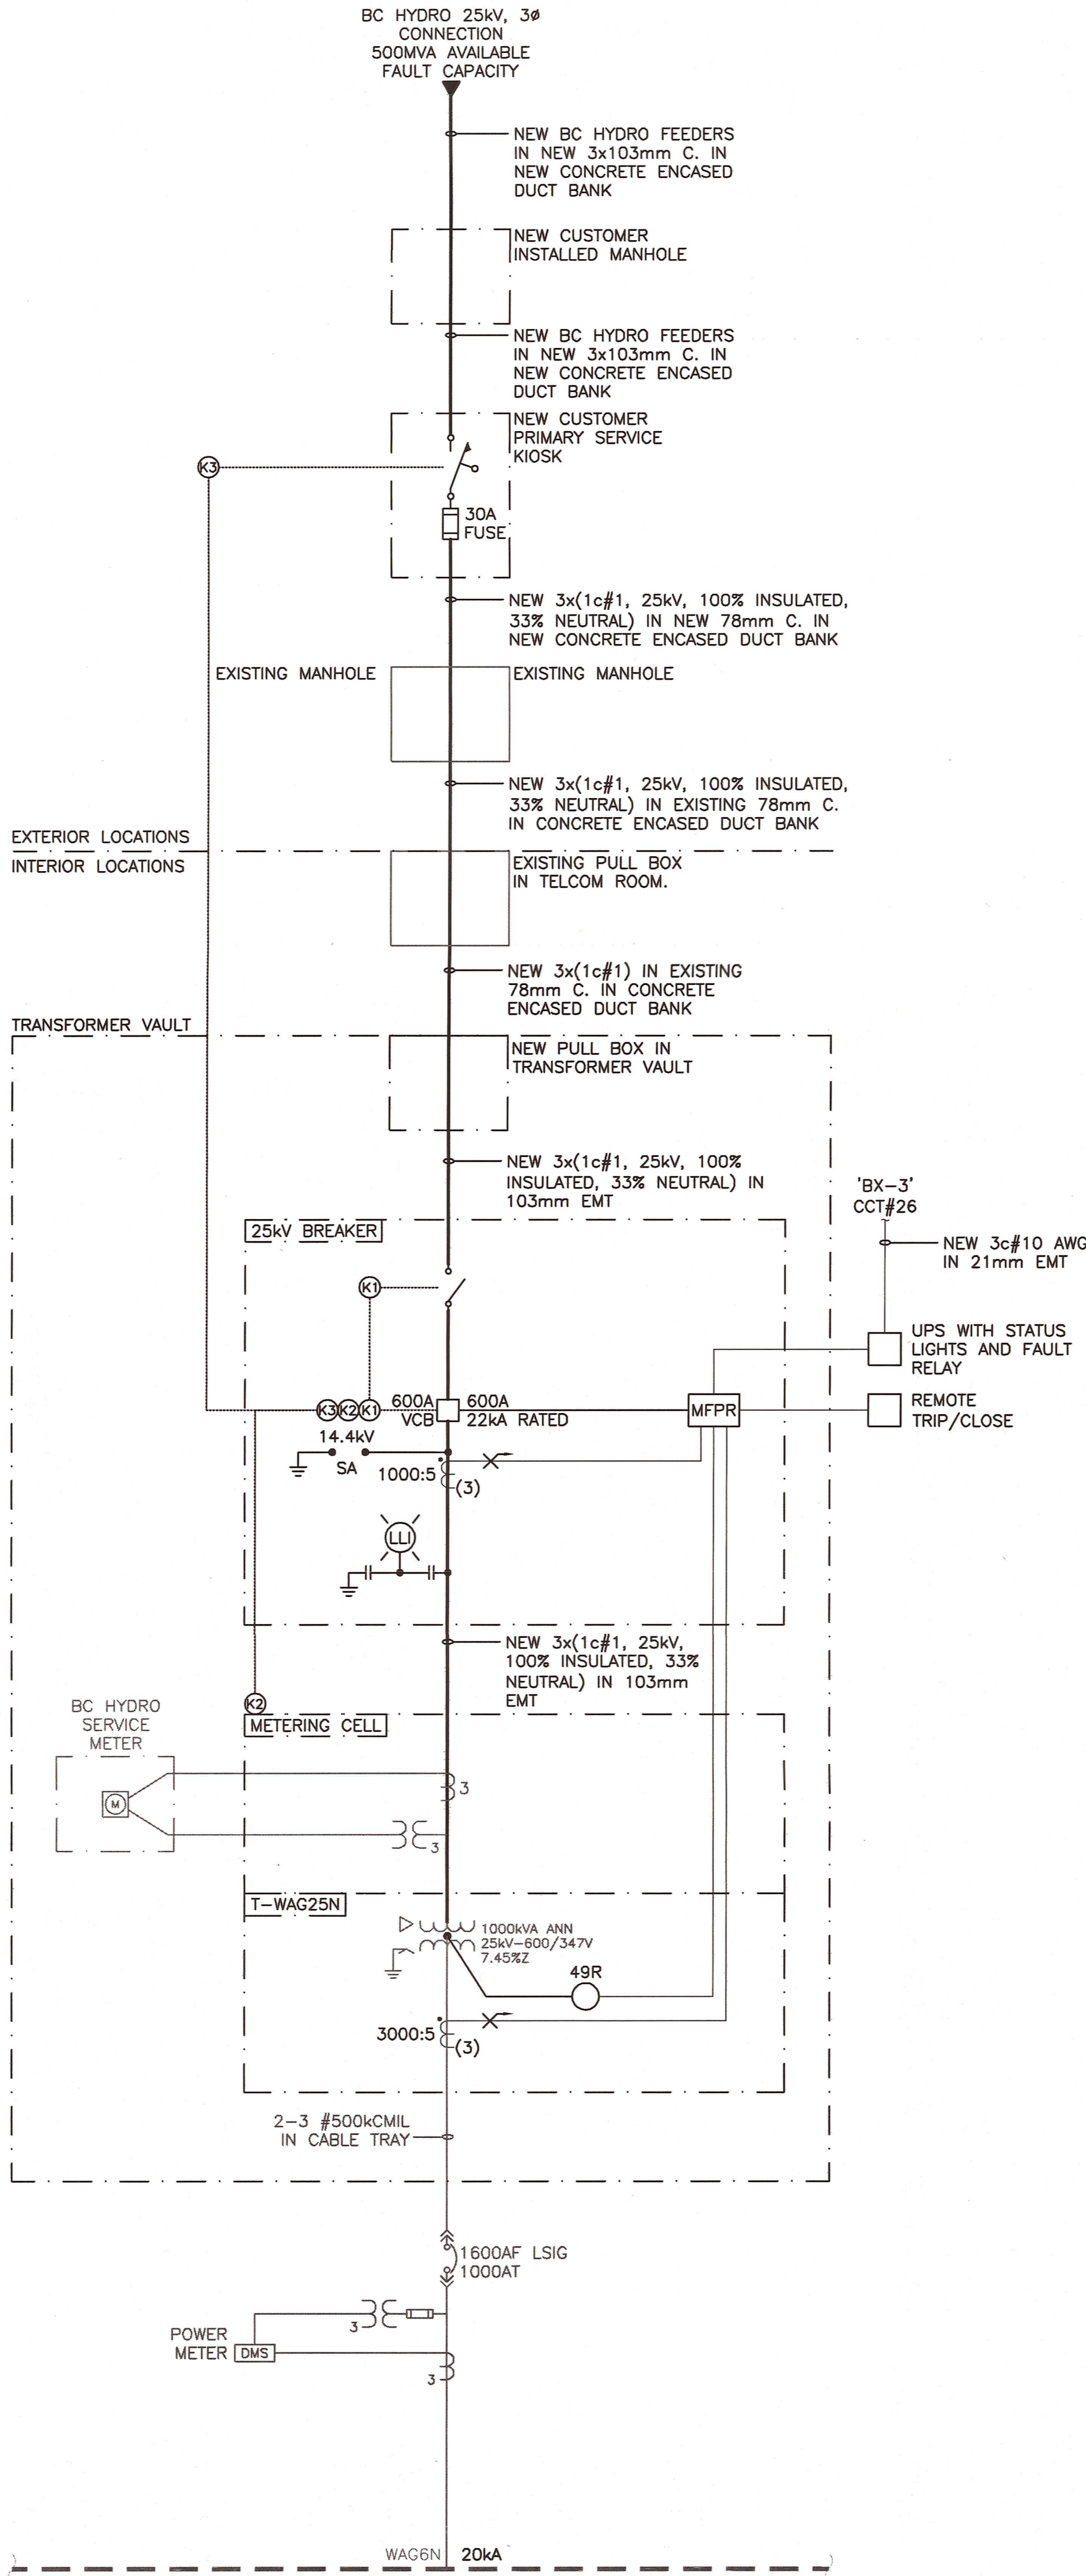 BC HYDRO 25kV, 3ø
CONNECTION
500MVA AVAILABLE
FAULT CAPACITY
NEW BC HYDRO FEEDERS
IN NEW 3x103mm C. IN
NEW CONCRETE ENCASED
DUCT BANK
NEW CUSTOMER
INSTALLED MANHOLE
NEW BC HYDRO FEEDERS
IN NEW 3x103mm C. IN
NEW CONCRETE ENCASED
DUCT BANK
NEW CUSTOMER
PRIMARY SERVICE
KIOSK
K3
30A
FUSE
NEW 3x(1c#1, 25kV, 100% INSULATED,
33% NEUTRAL) IN NEW 78mm C. IN
NEW CONCRETE ENCASED DUCT BANK
EXISTING MANHOLE
EXISTING MANHOLE
NEW 3x(1c#1, 25kV, 100% INSULATED,
33% NEUTRAL) IN EXISTING 78mm C.
IN CONCRETE ENCASED DUCT BANK
EXTERIOR LOCATIONS
INTERIOR LOCATIONS
EXISTING PULL BOX
IN TELCOM ROOM.
NEW 3x(1c#1) IN EXISTING
78mm C. IN CONCRETE
ENCASED DUCT BANK
TRANSFORMER VAULT
NEW PULL BOX IN
TRANSFORMER VAULT
NEW 3x(1c#1, 25kV, 100%
INSULATED, 33% NEUTRAL) IN
103mm EMT
'BX-3'
CCT#26
NEW 3c#10 AWG
IN 21mm EMT
25kV BREAKER
K1
UPS WITH STATUS
LIGHTS AND FAULT
RELAY
K3 K2 K1
600A
VCB
600A
22kA RATED
MFPR
REMOTE
TRIP/CLOSE
14.4kV
SA
1000:5
(3)
LLI
NEW 3x(1c#1, 25kV,
100% INSULATED, 33%
NEUTRAL) IN 103mm
EMT
K2
BC HYDRO
SERVICE
METER
METERING CELL
M
3
3
T-WAG25N
1000kVA ANN
25kV-600/347V
7.45%Z
49R
3000:5
(3)
2-3 #500kCMIL
IN CABLE TRAY
1600AF LSIG
1000AT
3
POWER
METER
DMS
3
WAG6N
20kA